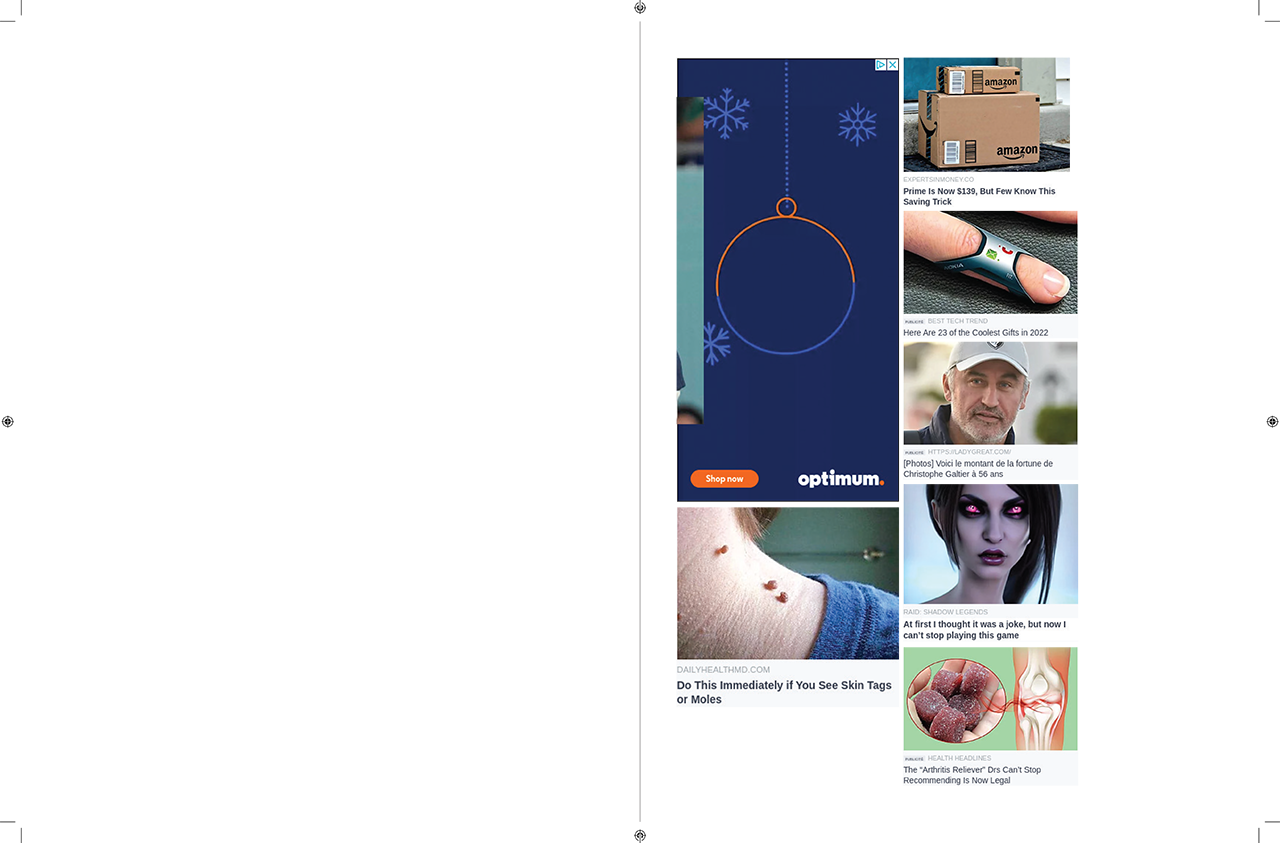 Shop now
optimum.
DAILYHEALTHMD.COM
Do This Immediately if You See Skin Tags
or Moles
amazon
amazon
EXPERTSINMONEY.CO
Prime Is Now $139, But Few Know This
Saving Trick
NOKIA
PUBLICITÉ BEST TECH TREND
Here Are 23 of the Coolest Gifts in 2022
PUBLICITÉ HTTPS://LADYGREAT.COM/
[Photos] Voici le montant de la fortune de
Christophe Galtier à 56 ans
RAID: SHADOW LEGENDS
At first I thought it was a joke, but now I
can’t stop playing this game
PUBLICITÉ HEALTH HEADLINES
The “Arthritis Reliever” Drs Can’t Stop
Recommending Is Now Legal